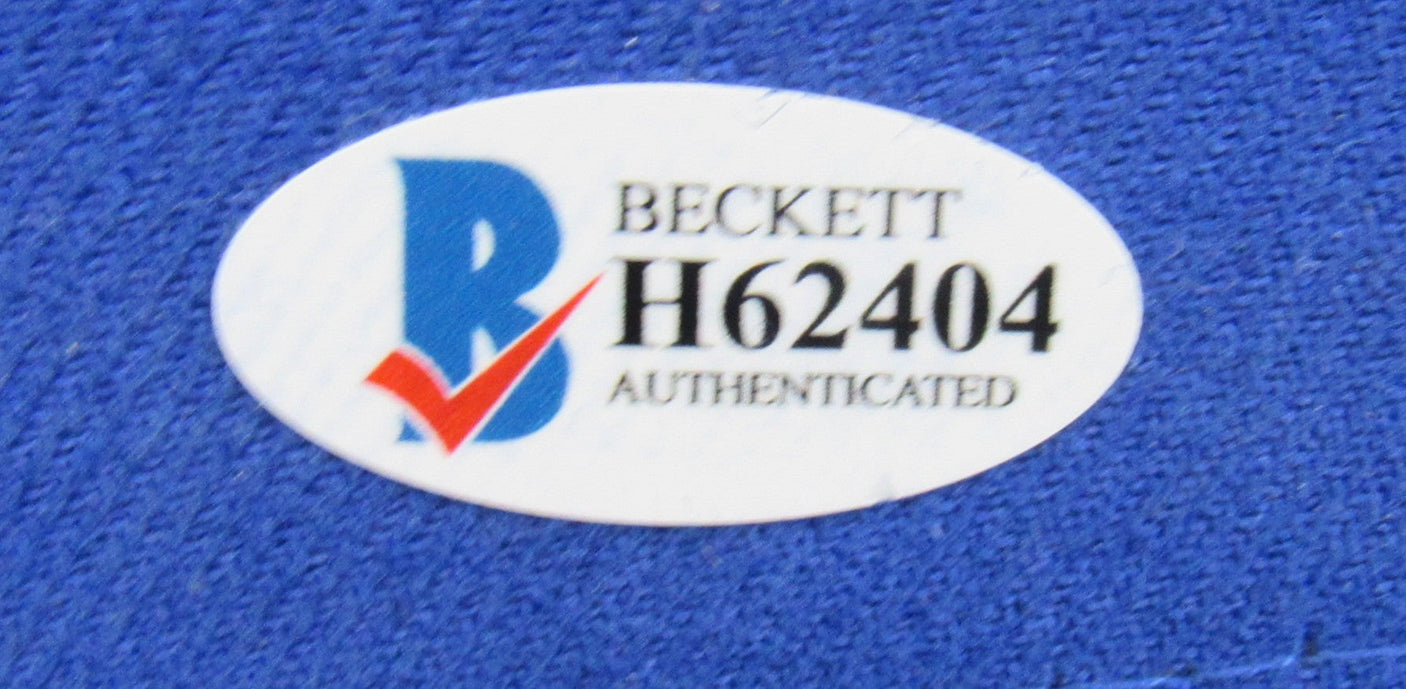 B
BECKETT
H62404
AUTHENTICATED